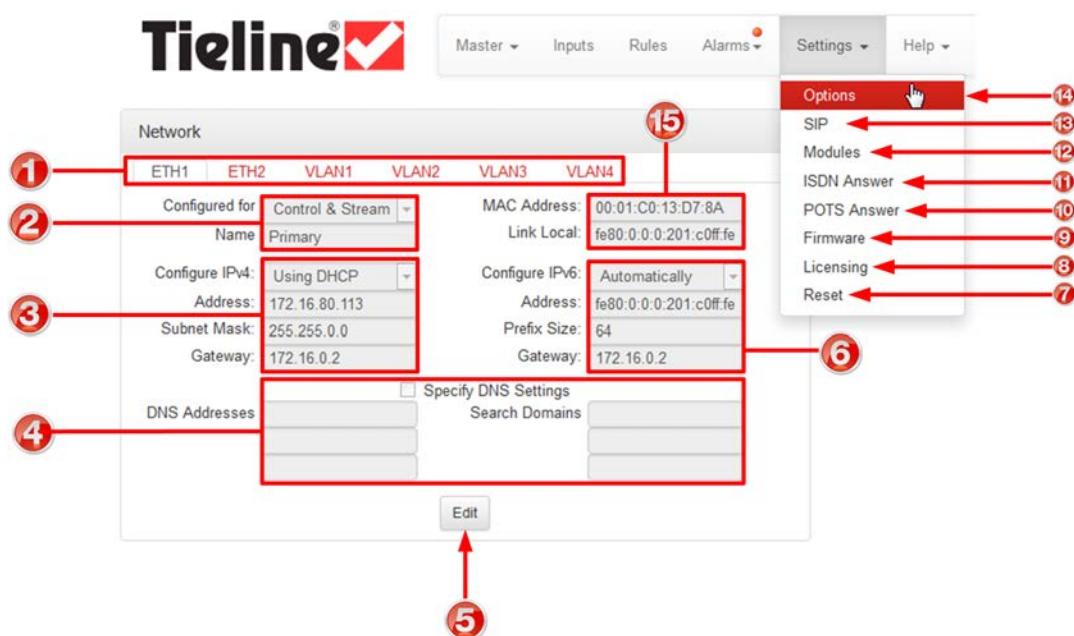 Tieline®
Master Inputs Rules Alarms Settings Help
Options 14
SIP 13
Modules 12
ISDN Answer 11
POTS Answer 10
Firmware 9
Licensing 8
Reset 7
Network
15
1 ETH1 ETH2 VLAN1 VLAN2 VLAN3 VLAN4
2
Configured for Control & Stream MAC Address: 00:01:C0:13:D7:8A
Name Primary Link Local: fe80:0:0:0:201:c0ff:fe
3
Configure IPv4: Using DHCP Configure IPv6: Automatically
Address: 172.16.80.113 Address: fe80:0:0:0:201:c0ff:fe
Subnet Mask: 255.255.0.0 Prefix Size: 64
Gateway: 172.16.0.2 Gateway: 172.16.0.2
6
Specify DNS Settings
4 DNS Addresses Search Domains
Edit
5